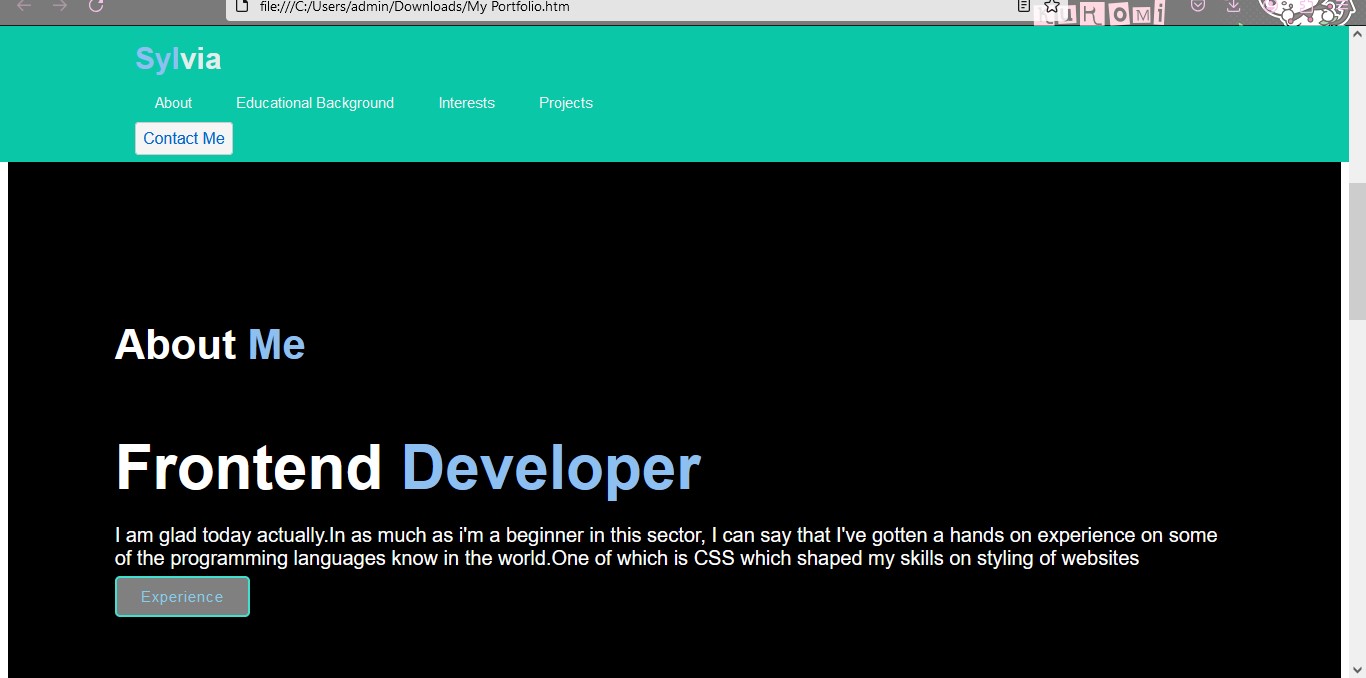 file:///C:/Users/admin/Downloads/My Portfolio.htm
KUROMI
Sylvia
About Educational Background Interests Projects
Contact Me
About Me
Frontend Developer
I am glad today actually.In as much as i'm a beginner in this sector, I can say that I've gotten a hands on experience on some
of the programming languages know in the world.One of which is CSS which shaped my skills on styling of websites
Experience